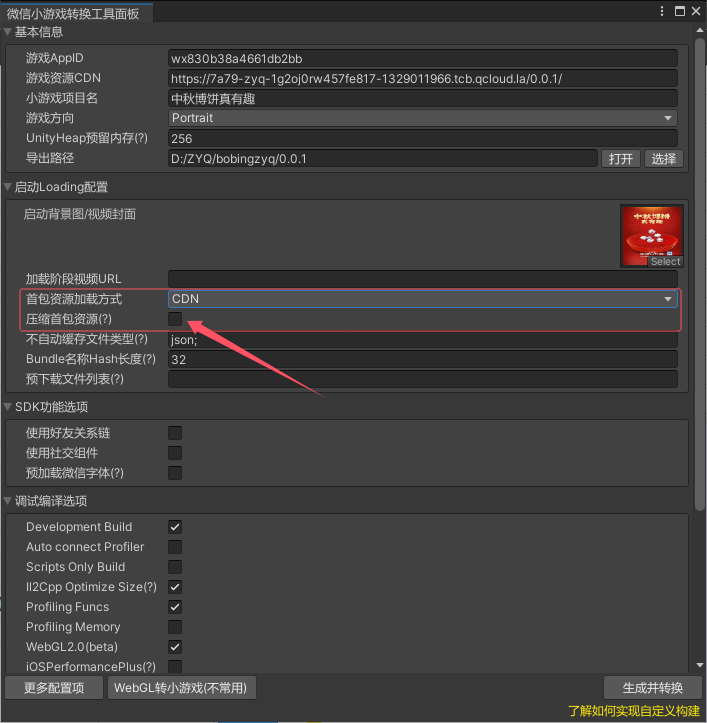 微信小游戏转换工具面板
基本信息
游戏AppID wx830b38a4661db2bb
游戏资源CDN https://7a79-zyq-1g2oj0rw457fe817-1329011966.tcb.qcloud.la/0.0.1/
小游戏项目名 中秋博饼真有趣
游戏方向 Portrait
UnityHeap预留内存(?) 256
导出路径 D:/ZYQ/bobingzyq/0.0.1 打开 选择
启动Loading配置
启动背景图/视频封面
中秋博饼
Select
加载阶段视频URL
首包资源加载方式 CDN
压缩首包资源(?)
不自动缓存文件类型(?) json;
Bundle名称Hash长度(?) 32
预下载文件列表(?)
SDK功能选项
使用好友关系链
使用社交组件
预加载微信字体(?)
调试编译选项
Development Build
Auto connect Profiler
Scripts Only Build
Il2Cpp Optimize Size(?)
Profiling Funcs
Profiling Memory
WebGL2.0(beta)
iOSPerformancePlus(?)
更多配置项 WebGL转小游戏(不常用) 生成并转换
了解如何实现自定义构建